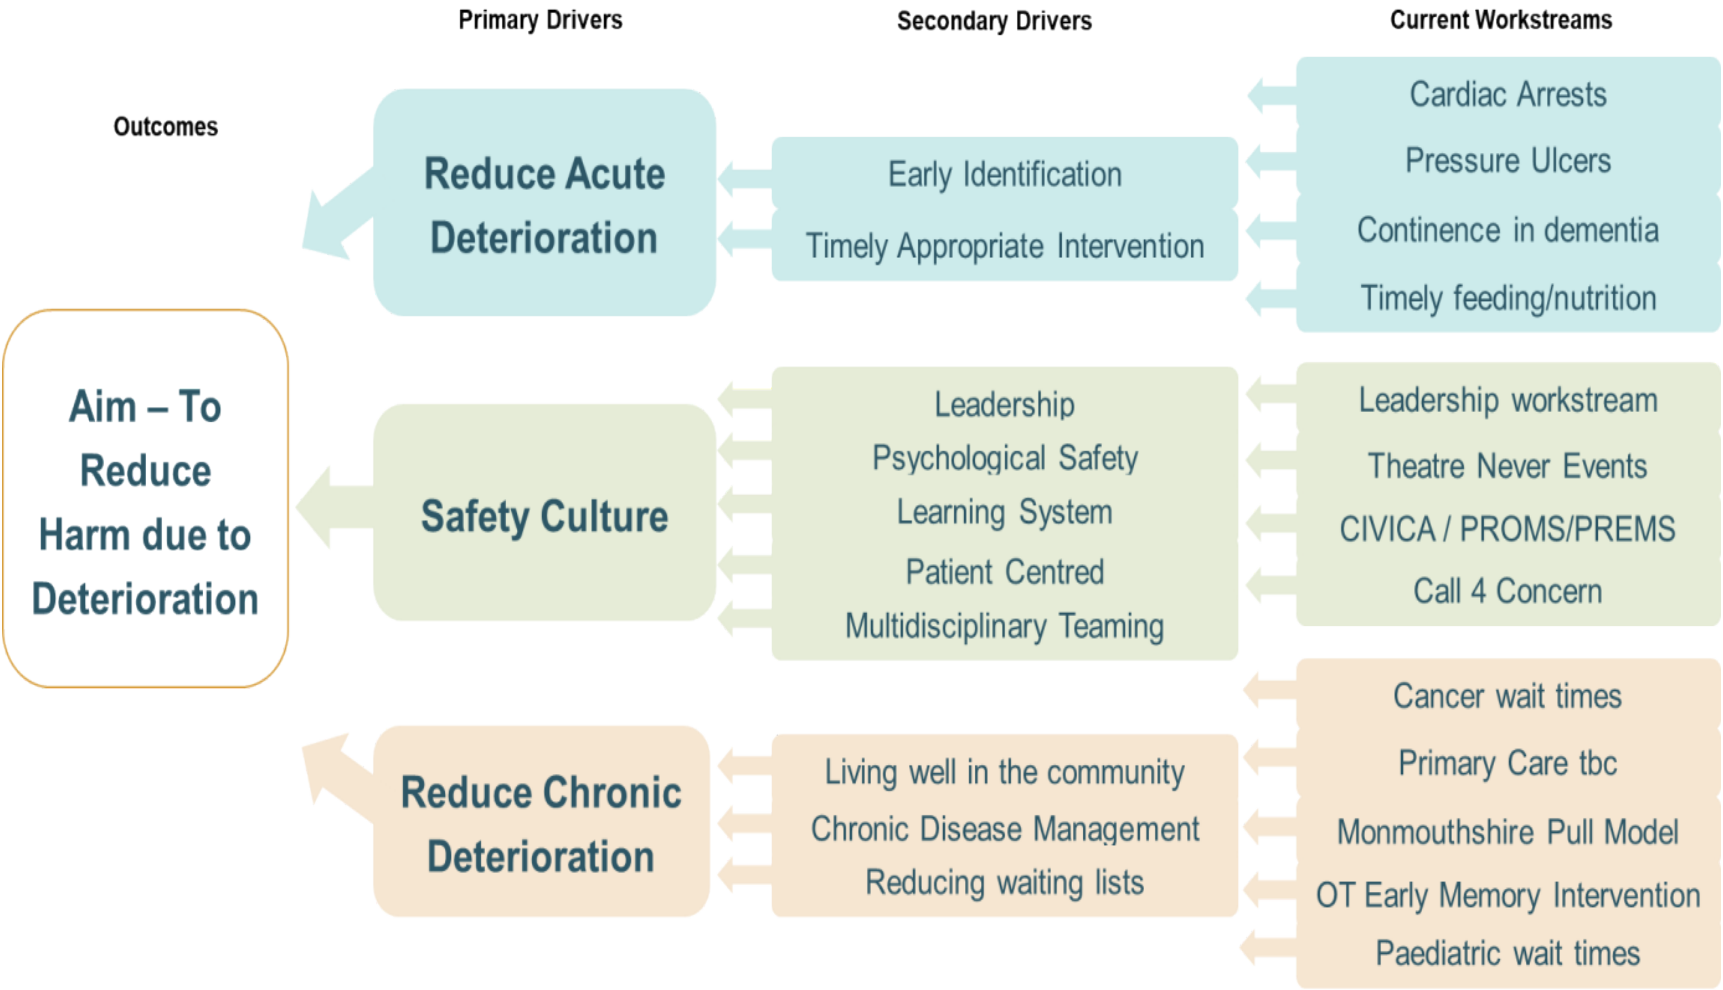 Primary Drivers
Secondary Drivers
Current Workstreams
Outcomes
Aim – To
Reduce
Harm due to
Deterioration
Reduce Acute
Deterioration
Early Identification
Timely Appropriate Intervention
Cardiac Arrests
Pressure Ulcers
Continence in dementia
Timely feeding/nutrition
Safety Culture
Leadership
Psychological Safety
Learning System
Patient Centred
Multidisciplinary Teaming
Leadership workstream
Theatre Never Events
CIVICA / PROMS/PREMS
Call 4 Concern
Reduce Chronic
Deterioration
Living well in the community
Chronic Disease Management
Reducing waiting lists
Cancer wait times
Primary Care tbc
Monmouthshire Pull Model
OT Early Memory Intervention
Paediatric wait times